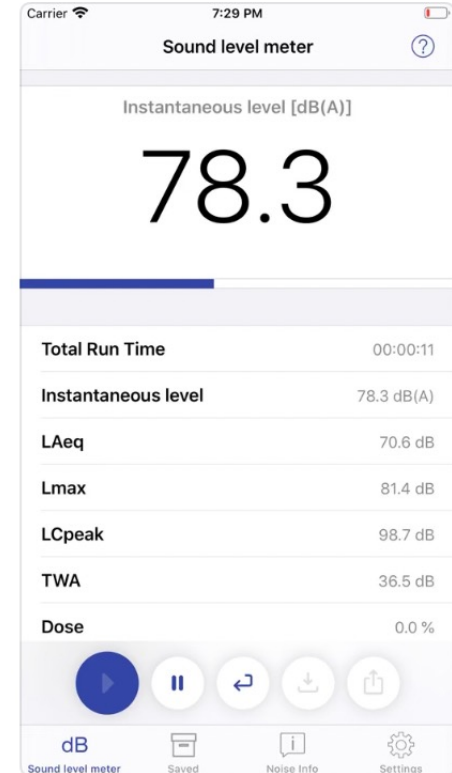 Carrier 7:29 PM
Sound level meter ?
Instantaneous level [dB(A)]
78.3
Total Run Time 00:00:11
Instantaneous level 78.3 dB(A)
LAeq 70.6 dB
Lmax 81.4 dB
LCpeak 98.7 dB
TWA 36.5 dB
Dose 0.0 %
dB
Sound level meter Saved Noise Info Settings